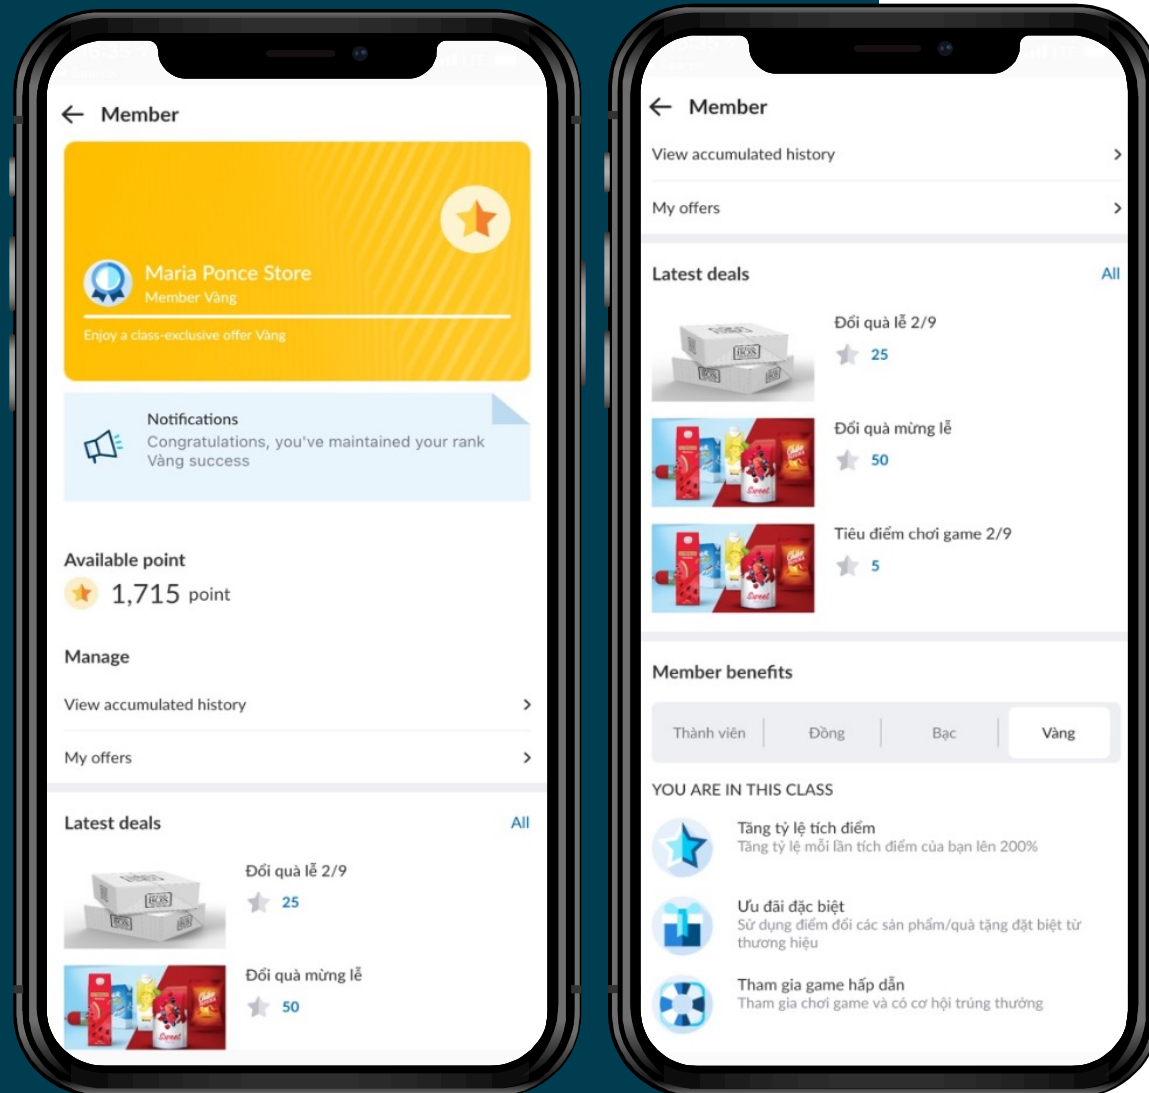 Member
Maria Ponce Store
Member Vàng
Enjoy a class-exclusive offer Vàng
Notifications
Congratulations, you've maintained your rank
Vàng success
Available point
1,715 point
Manage
View accumulated history
My offers
Latest deals All
Đổi quà lễ 2/9
25
Đổi quà mừng lễ
50
Sweet
Member
View accumulated history
My offers
Latest deals All
BOX
Đổi quà lễ 2/9
25
Đổi quà mừng lễ
50
Sweet
Tiêu điểm chơi game 2/9
5
Sweet
Member benefits
Thành viên Đồng Bạc Vàng
YOU ARE IN THIS CLASS
Tăng tỷ lệ tích điểm
Tăng tỷ lệ mỗi lần tích điểm của bạn lên 200%
Ưu đãi đặc biệt
Sử dụng điểm đổi các sản phẩm/quà tặng đặt biệt từ
thương hiệu
Tham gia game hấp dẫn
Tham gia chơi game và có cơ hội trúng thưởng